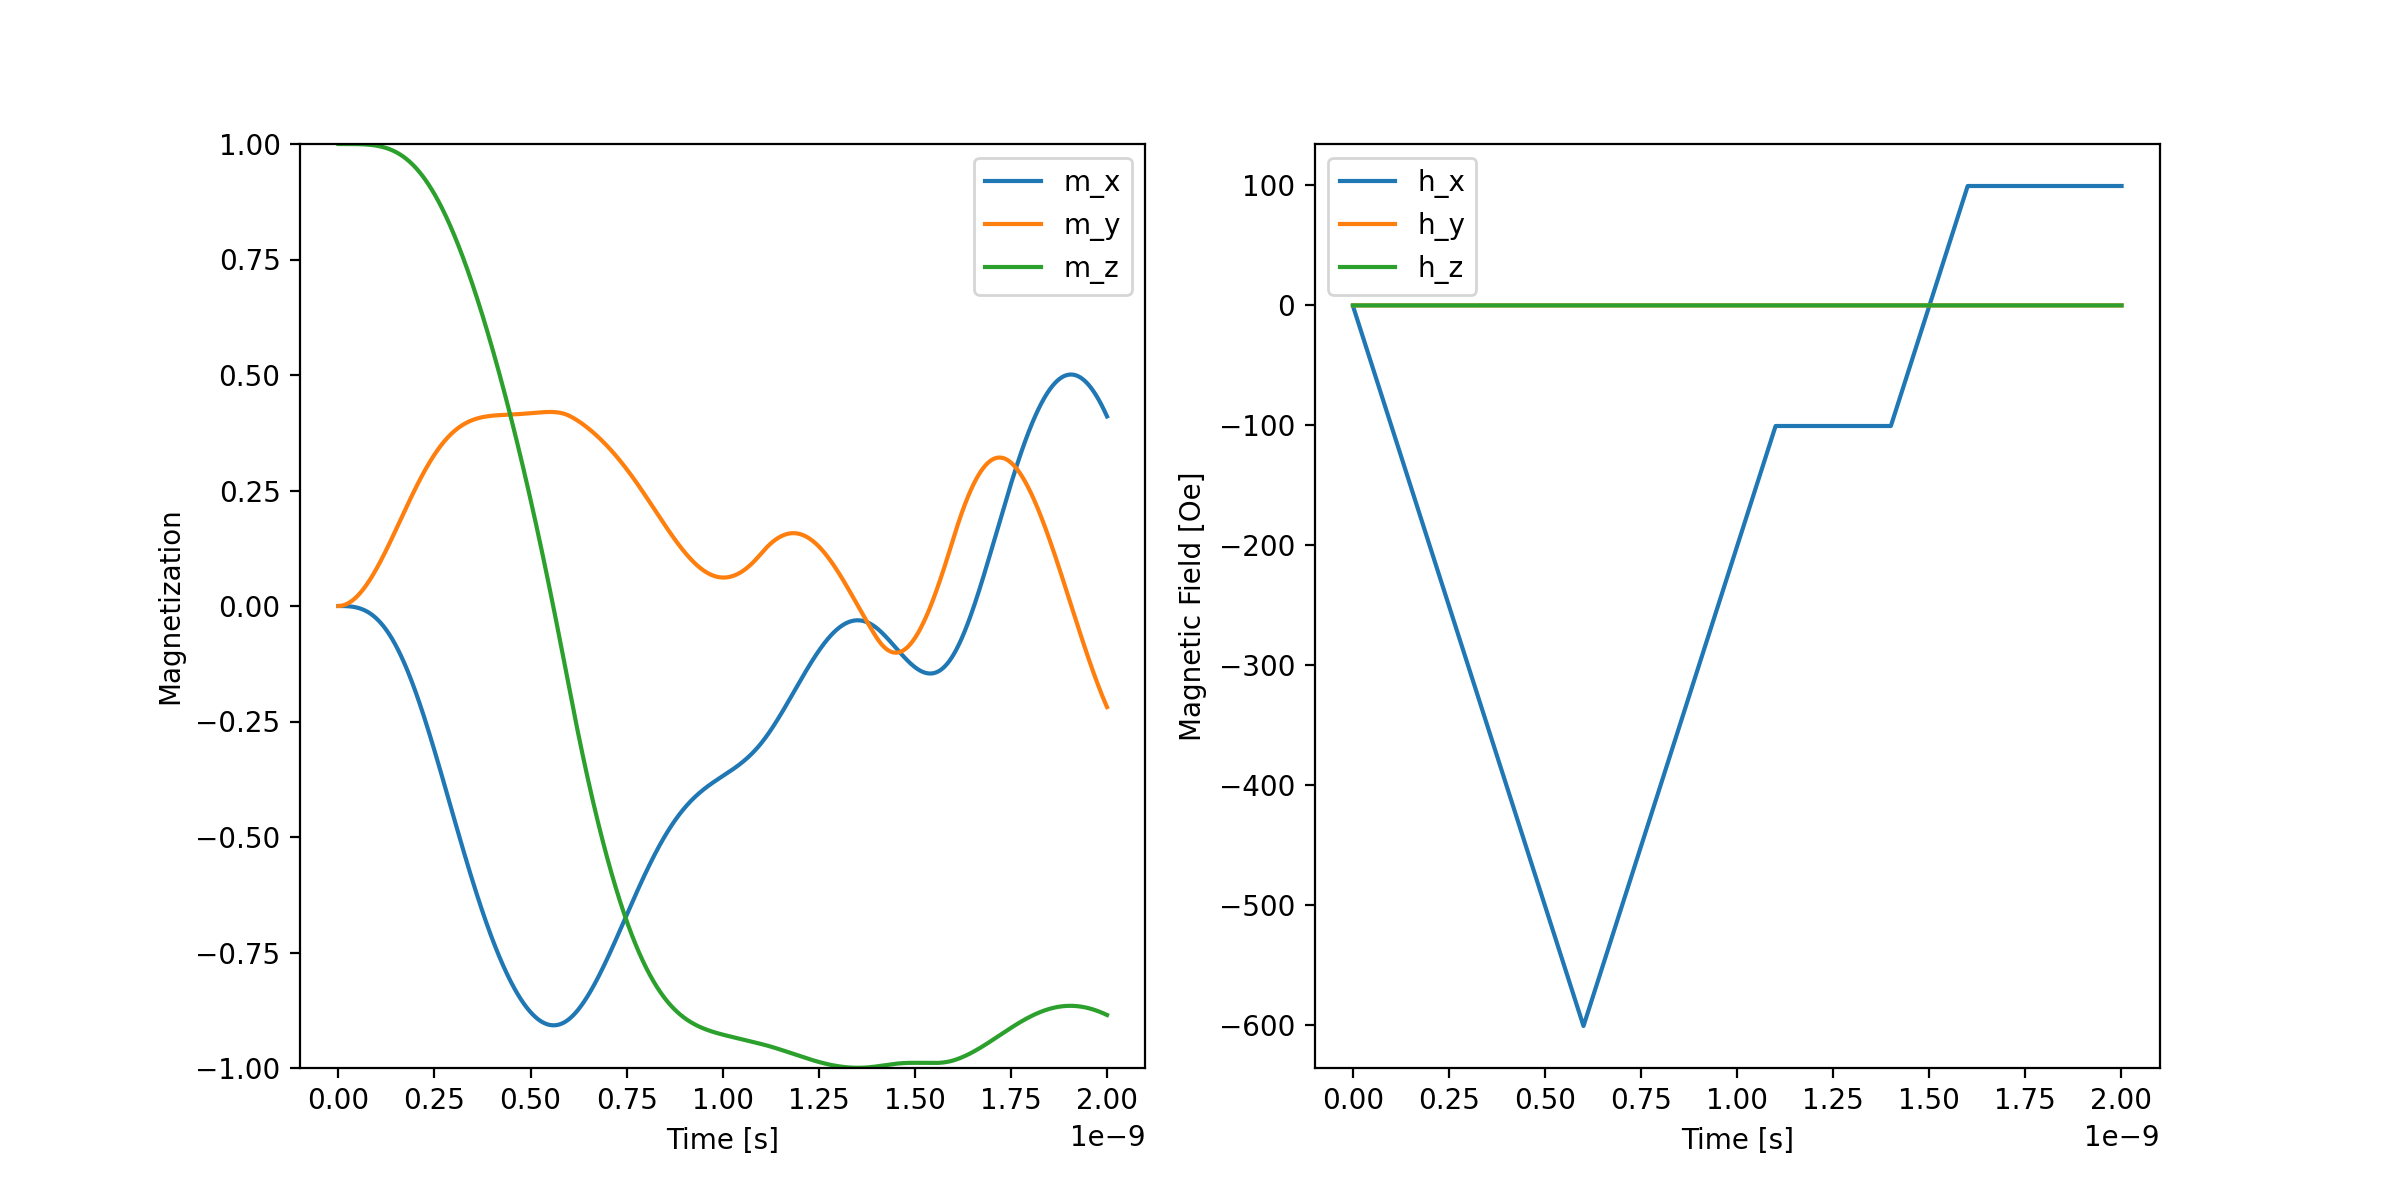 1.00
0.75
0.50
0.25
0.00
−0.25
−0.50
−0.75
−1.00
Magnetization
m_x
m_y
m_z
0.00 0.25 0.50 0.75 1.00 1.25 1.50 1.75 2.00
Time [s]
1e−9
100
0
−100
−200
−300
−400
−500
−600
Magnetic Field [Oe]
h_x
h_y
h_z
0.00 0.25 0.50 0.75 1.00 1.25 1.50 1.75 2.00
Time [s]
1e−9